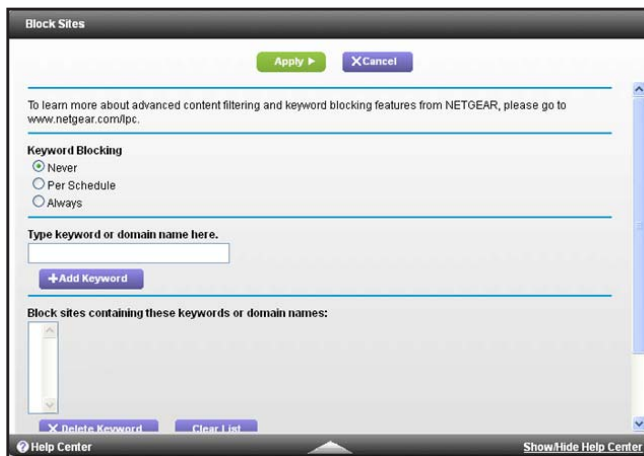 Block Sites
Apply ▶
X Cancel
To learn more about advanced content filtering and keyword blocking features from NETGEAR, please go to
www.netgear.com/lpc.
Keyword Blocking
Never
Per Schedule
Always
Type keyword or domain name here.
+Add Keyword
Block sites containing these keywords or domain names:
X Delete Keyword
Clear List
? Help Center
Show/Hide Help Center